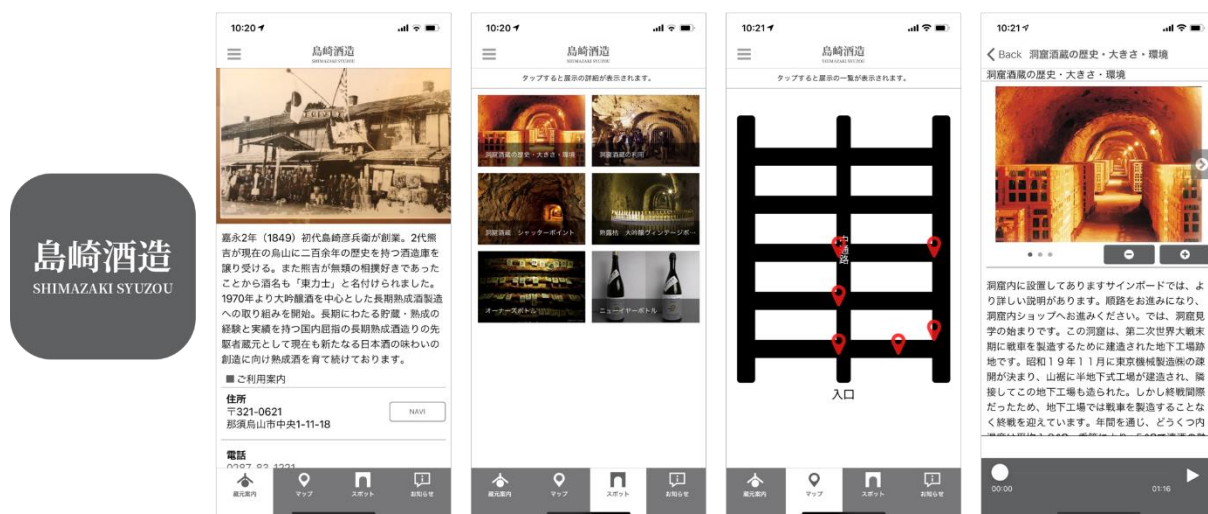 島崎酒造
SHIMAZAKI SYUZOU
10:20
島崎酒造
SHIMAZAKI SYUZOU
嘉永2年（1849）初代島崎彦兵衛が創業。2代熊
吉が現在の烏山に二百余年の歴史を持つ酒造庫を
譲り受ける。また熊吉が無類の相撲好きであった
ことから酒名も「東力士」と名付けられました。
1970年より大吟醸酒を中心とした長期熟成酒製造
への取り組みを開始。長期にわたる貯蔵・熟成の
経験と実績を持つ国内屈指の長期熟成酒造りの先
駆者蔵元として現在も新たなる日本酒の味わいの
創造に向け熟成酒を育て続けております。
■ご利用案内
住所
〒321-0621
那須烏山市中央1-11-18
NAVI
電話
0287-83-1221
蔵元案内
マップ
スポット
お知らせ
10:20
島崎酒造
SHIMAZAKI SYUZOU
タップすると展示の詳細が表示されます。
洞窟酒蔵の歴史・大きさ・環境
洞窟酒蔵の利用
洞窟酒蔵 シャッターポイント
熟露枯 大吟醸ヴィンテージボ…
オーナーズボトル
ニューイヤーボトル
蔵元案内
マップ
スポット
お知らせ
10:21
島崎酒造
SHIMAZAKI SYUZOU
タップすると展示の一覧が表示されます。
中通路
入口
蔵元案内
マップ
スポット
お知らせ
10:21
Back 洞窟酒蔵の歴史・大きさ・環境
洞窟酒蔵の歴史・大きさ・環境
洞窟内に設置してありますサインボードでは、よ
り詳しい説明があります。順路をお進みになり、
洞窟内ショップへお進みください。では、洞窟見
学の始まりです。この洞窟は、第二次世界大戦末
期に戦車を製造するために建造された地下工場跡
地です。昭和１９年１１月に東京機械製造㈱の疎
開が決まり、山裾に半地下式工場が建造され、隣
接してこの地下工場も造られた。しかし終戦間際
だったため、地下工場では戦車を製造することな
く終戦を迎えています。年間を通じ、どうくつ内
00:00
01:16